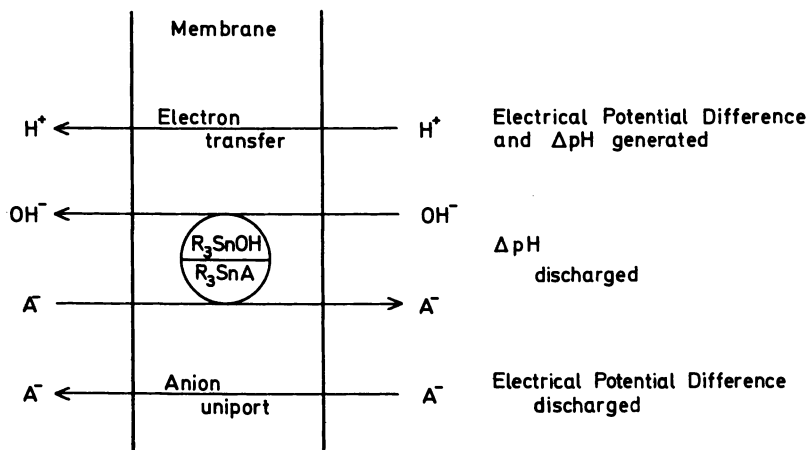 Membrane
H⁺ Electron transfer H⁺ Electrical Potential Difference
and ΔpH generated
OH⁻ OH⁻
R₃SnOH
R₃SnA
ΔpH
discharged
A⁻ A⁻
A⁻ Anion uniport A⁻ Electrical Potential Difference
discharged